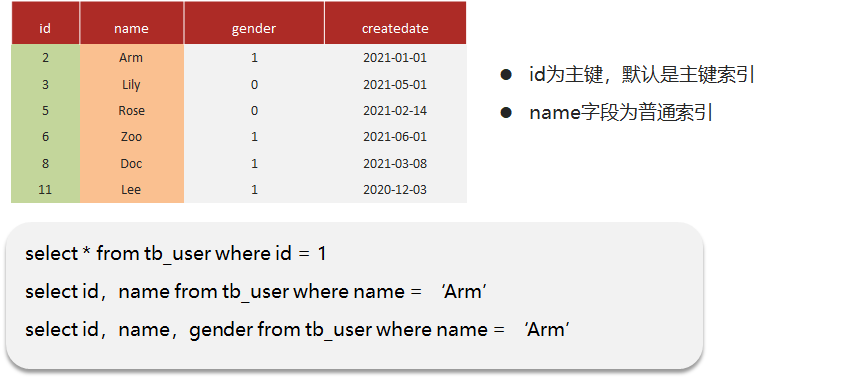 id name gender createdate
2 Arm 1 2021-01-01
3 Lily 0 2021-05-01
5 Rose 0 2021-02-14
6 Zoo 1 2021-06-01
8 Doc 1 2021-03-08
11 Lee 1 2020-12-03
● id为主键，默认是主键索引
● name字段为普通索引
select * from tb_user where id = 1
select id，name from tb_user where name = ‘Arm’
select id，name，gender from tb_user where name = ‘Arm’